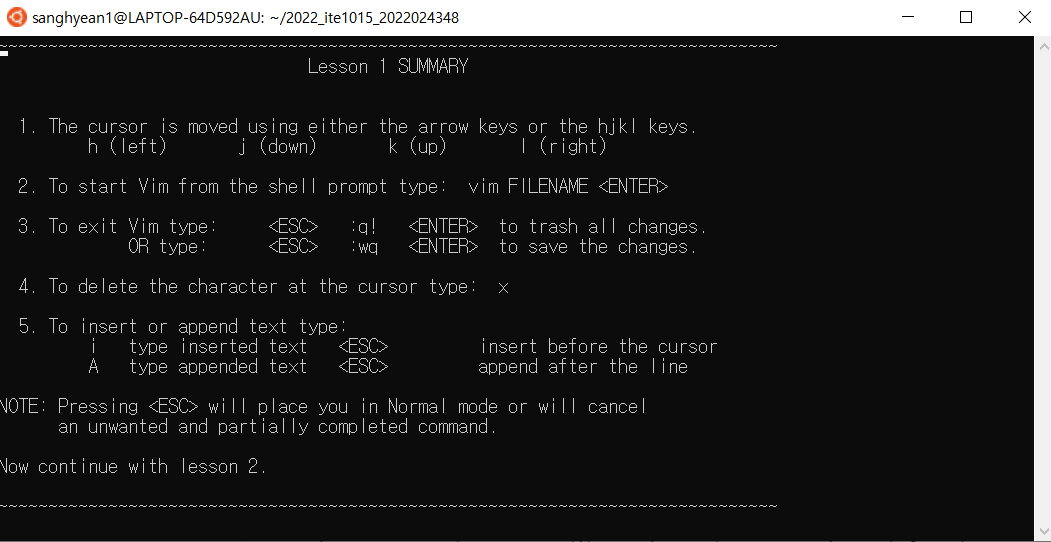 sanghyean1@LAPTOP-64D592AU: ~/2022_ite1015_2022024348
~~~~~~~~~~~~~~~~~~~~~~~~~~~~~~~~~~~~~~~~~~~~~~~~~~~~~~~~~~~~~~~~~~~~~~~~~~~~~~
Lesson 1 SUMMARY
1. The cursor is moved using either the arrow keys or the hjkl keys.
h (left)       j (down)       k (up)       l (right)
2. To start Vim from the shell prompt type:  vim FILENAME <ENTER>
3. To exit Vim type:     <ESC>   :q!   <ENTER>  to trash all changes.
OR type:      <ESC>   :wq   <ENTER>  to save the changes.
4. To delete the character at the cursor type:  x
5. To insert or append text type:
i   type inserted text   <ESC>         insert before the cursor
A   type appended text   <ESC>         append after the line
NOTE: Pressing <ESC> will place you in Normal mode or will cancel
an unwanted and partially completed command.
Now continue with lesson 2.
~~~~~~~~~~~~~~~~~~~~~~~~~~~~~~~~~~~~~~~~~~~~~~~~~~~~~~~~~~~~~~~~~~~~~~~~~~~~~~